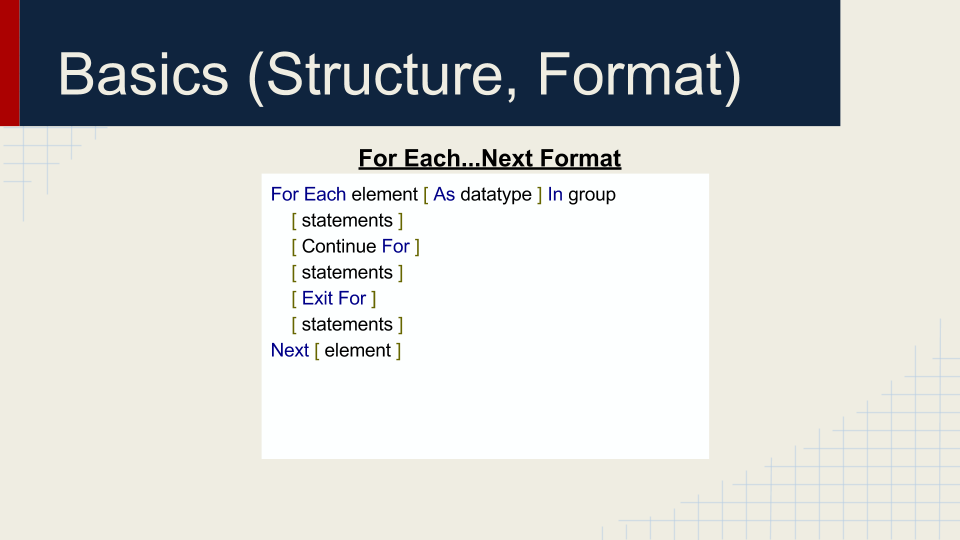 Basics (Structure, Format)
For Each...Next Format
For Each element [ As datatype ] In group
[ statements ]
[ Continue For ]
[ statements ]
[ Exit For ]
[ statements ]
Next [ element ]